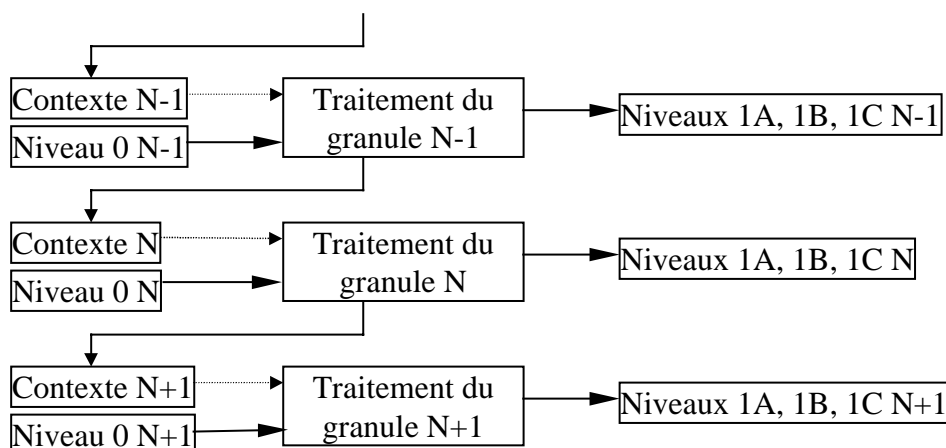 Contexte N-1
Niveau 0 N-1
Traitement du
granule N-1
Niveaux 1A, 1B, 1C N-1
Contexte N
Niveau 0 N
Traitement du
granule N
Niveaux 1A, 1B, 1C N
Contexte N+1
Niveau 0 N+1
Traitement du
granule N+1
Niveaux 1A, 1B, 1C N+1